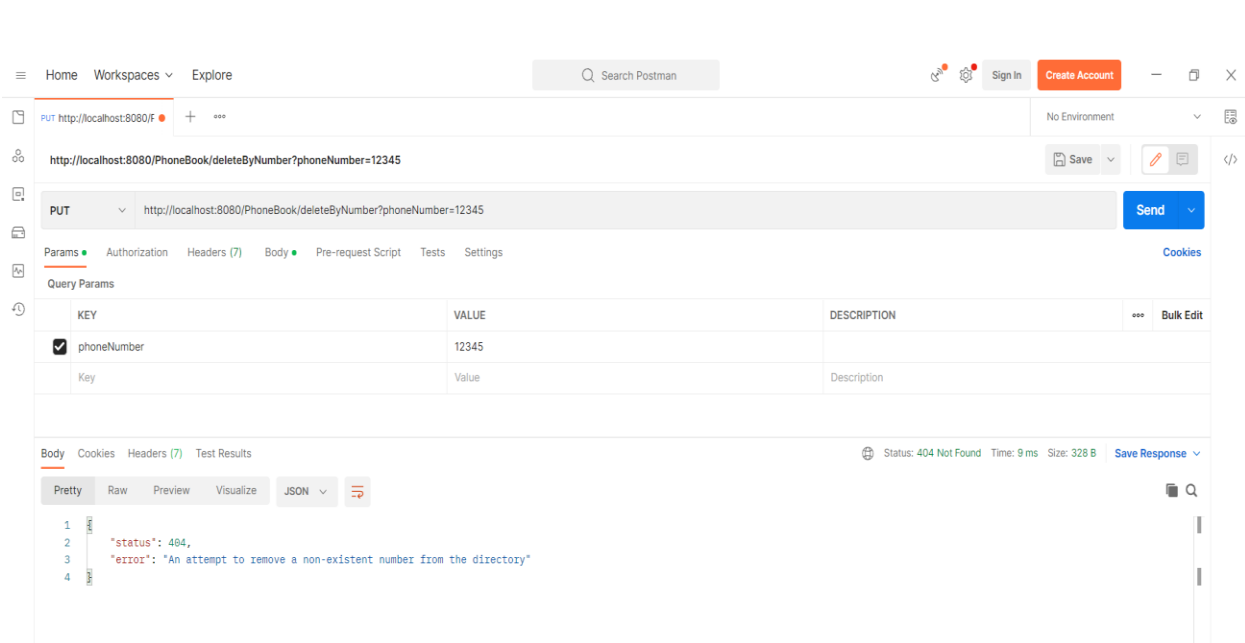 Home Workspaces Explore Search Postman Sign In Create Account
PUT http://localhost:8080/F No Environment
http://localhost:8080/PhoneBook/deleteByNumber?phoneNumber=12345 Save
PUT http://localhost:8080/PhoneBook/deleteByNumber?phoneNumber=12345 Send
Params Authorization Headers (7) Body Pre-request Script Tests Settings Cookies
Query Params
KEY VALUE DESCRIPTION Bulk Edit
phoneNumber 12345
Key Value Description
Body Cookies Headers (7) Test Results Status: 404 Not Found Time: 9 ms Size: 328 B Save Response
Pretty Raw Preview Visualize JSON
1 {
2 "status": 404,
3 "error": "An attempt to remove a non-existent number from the directory"
4 }